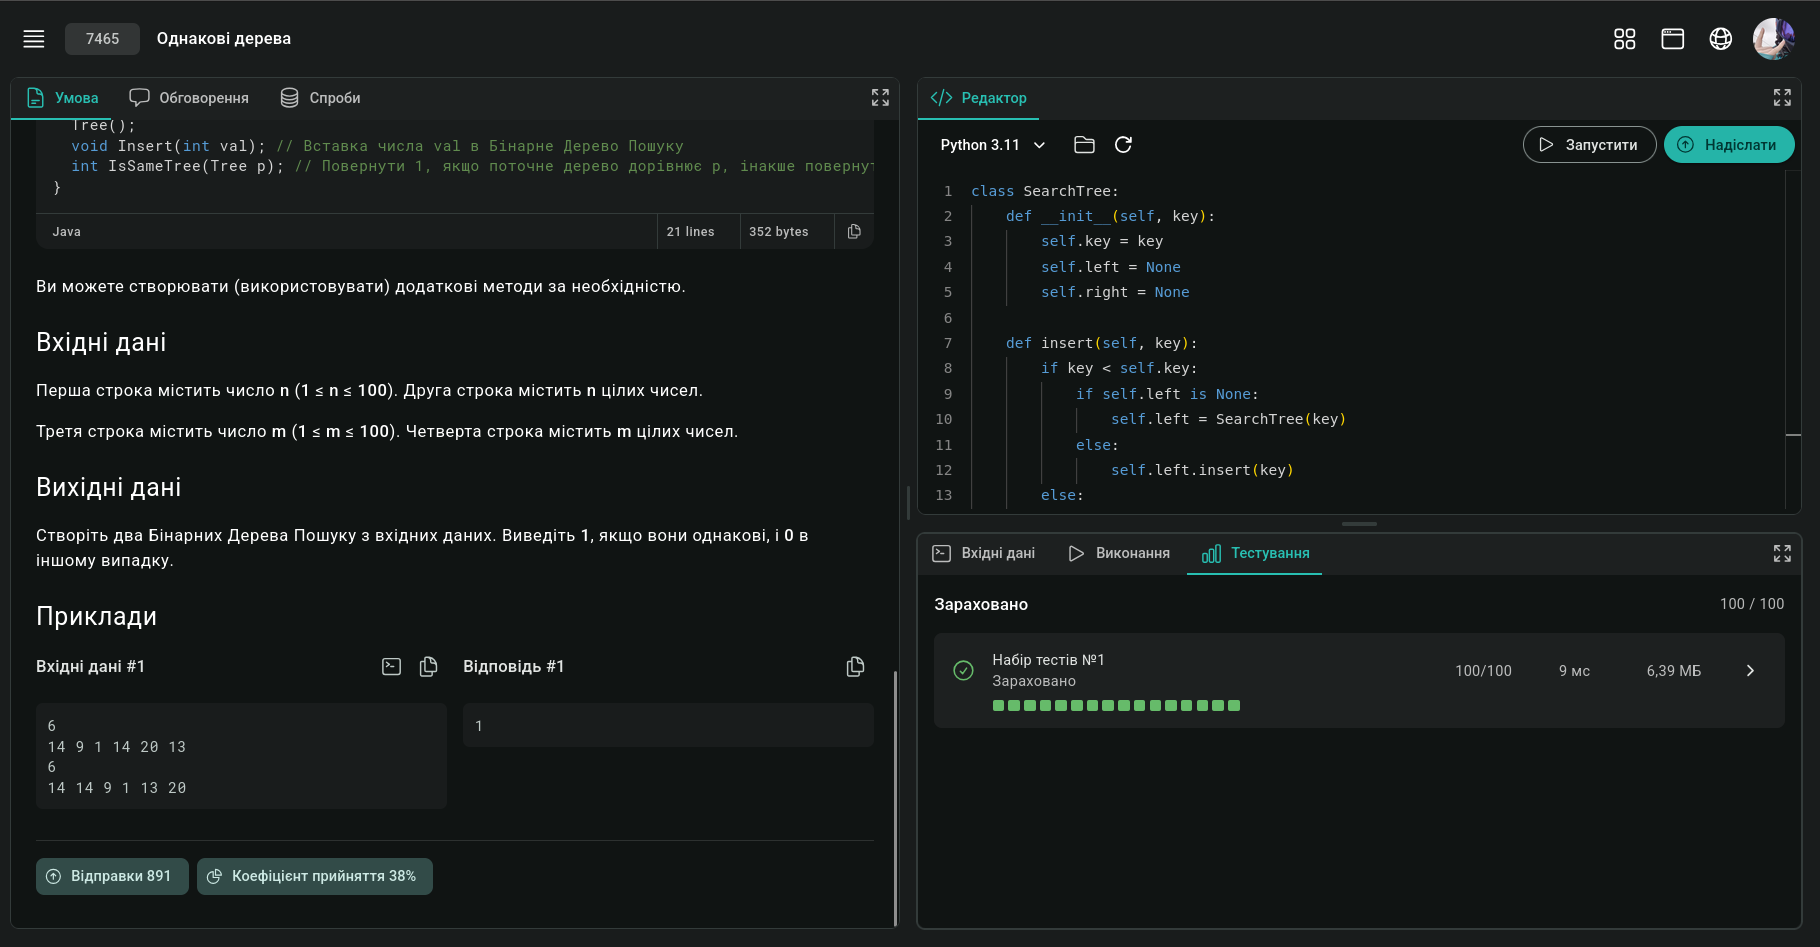 7465
Однакові дерева
Умова
Обговорення
Спроби
Tree();
void Insert(int val); // Вставка числа val в Бінарне Дерево Пошуку
int IsSameTree(Tree p); // Повернути 1, якщо поточне дерево дорівнює p, інакше повернут
}
Java
21 lines
352 bytes
Ви можете створювати (використовувати) додаткові методи за необхідністю.
Вхідні дані
Перша строка містить число n (1 ≤ n ≤ 100). Друга строка містить n цілих чисел.
Третя строка містить число m (1 ≤ m ≤ 100). Четверта строка містить m цілих чисел.
Вихідні дані
Створіть два Бінарних Дерева Пошуку з вхідних даних. Виведіть 1, якщо вони однакові, і 0 в
іншому випадку.
Приклади
Вхідні дані #1
6
14 9 1 14 20 13
6
14 14 9 1 13 20
Відповідь #1
1
Відправки 891
Коефіцієнт прийняття 38%
Редактор
Python 3.11
Запустити
Надіслати
1 class SearchTree:
2 def __init__(self, key):
3 self.key = key
4 self.left = None
5 self.right = None
6
7 def insert(self, key):
8 if key < self.key:
9 if self.left is None:
10 self.left = SearchTree(key)
11 else:
12 self.left.insert(key)
13 else:
Вхідні дані
Виконання
Тестування
Зараховано
100 / 100
Набір тестів №1
Зараховано
100/100
9 мс
6,39 МБ